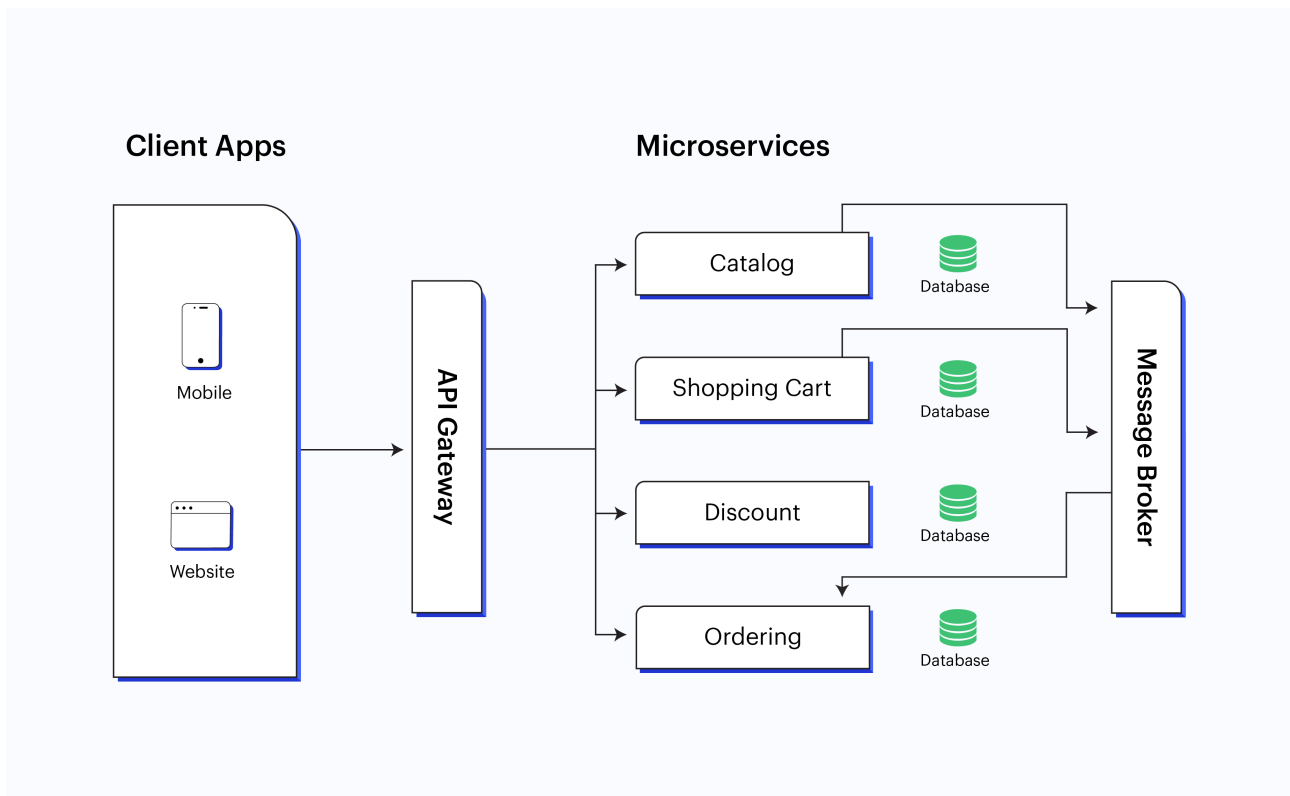 Client Apps
Microservices
Mobile
Website
API Gateway
Catalog
Database
Shopping Cart
Database
Discount
Database
Ordering
Database
Message Broker